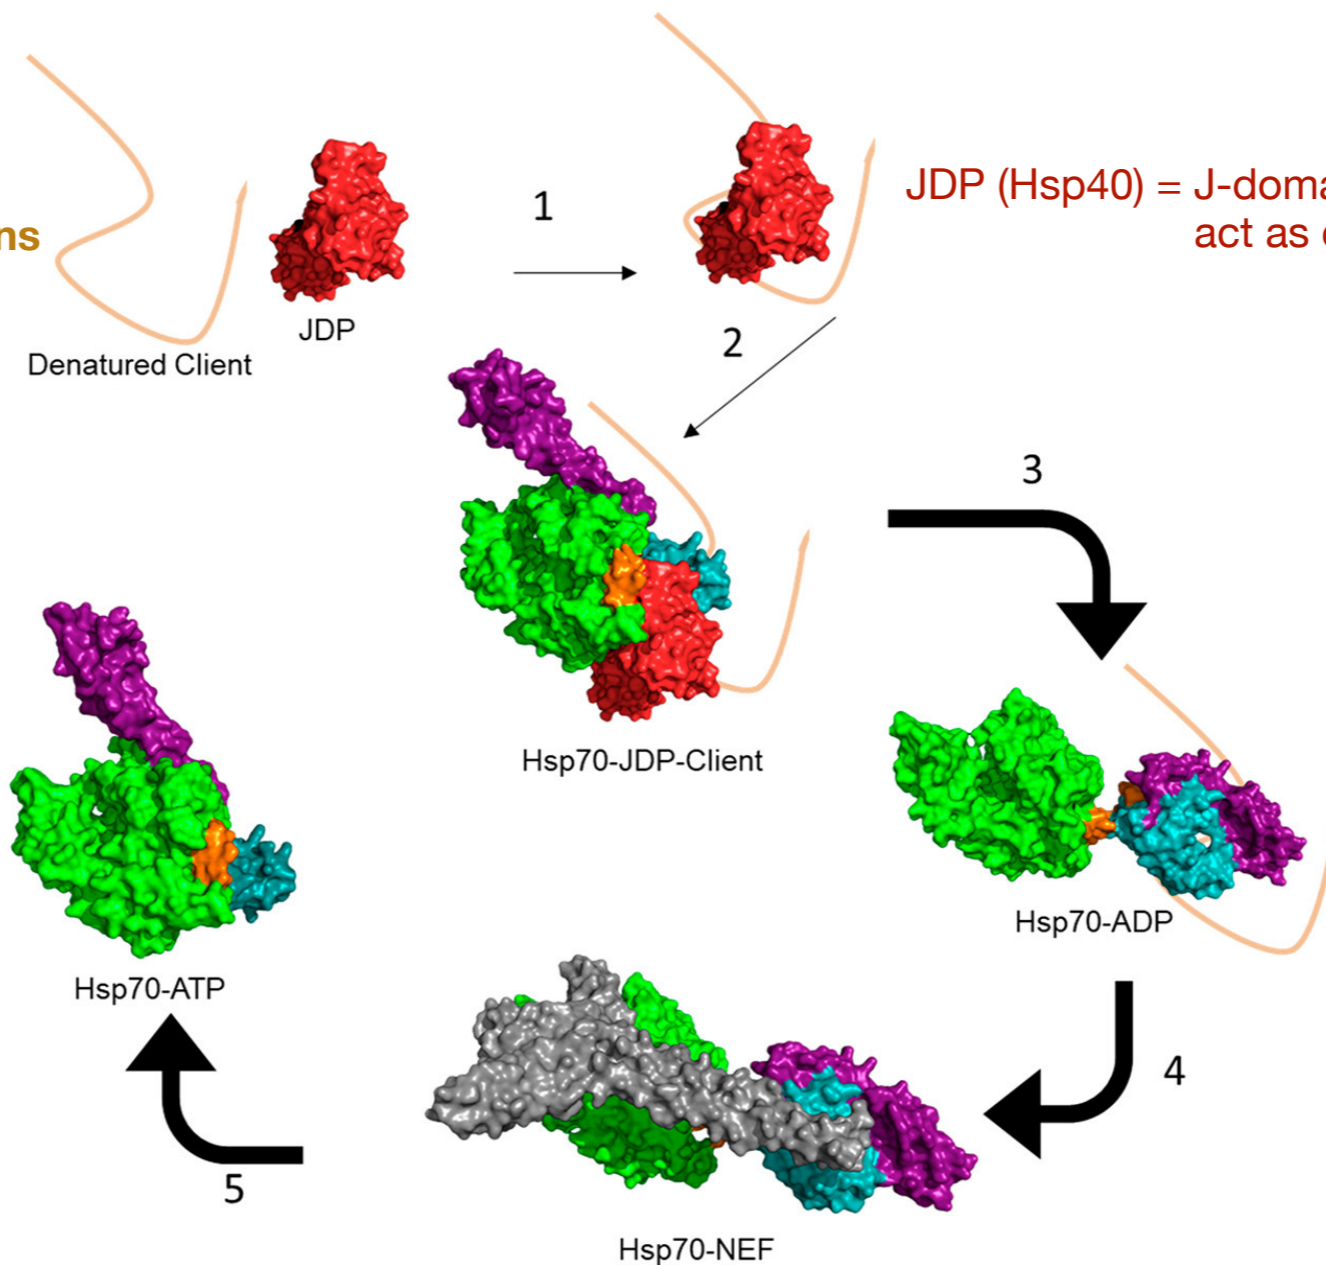 1
JDP (Hsp40) = J-doma
act as
ns
JDP
Denatured Client
2
3
Hsp70-JDP-Client
Hsp70-ADP
Hsp70-ATP
4
5
Hsp70-NEF